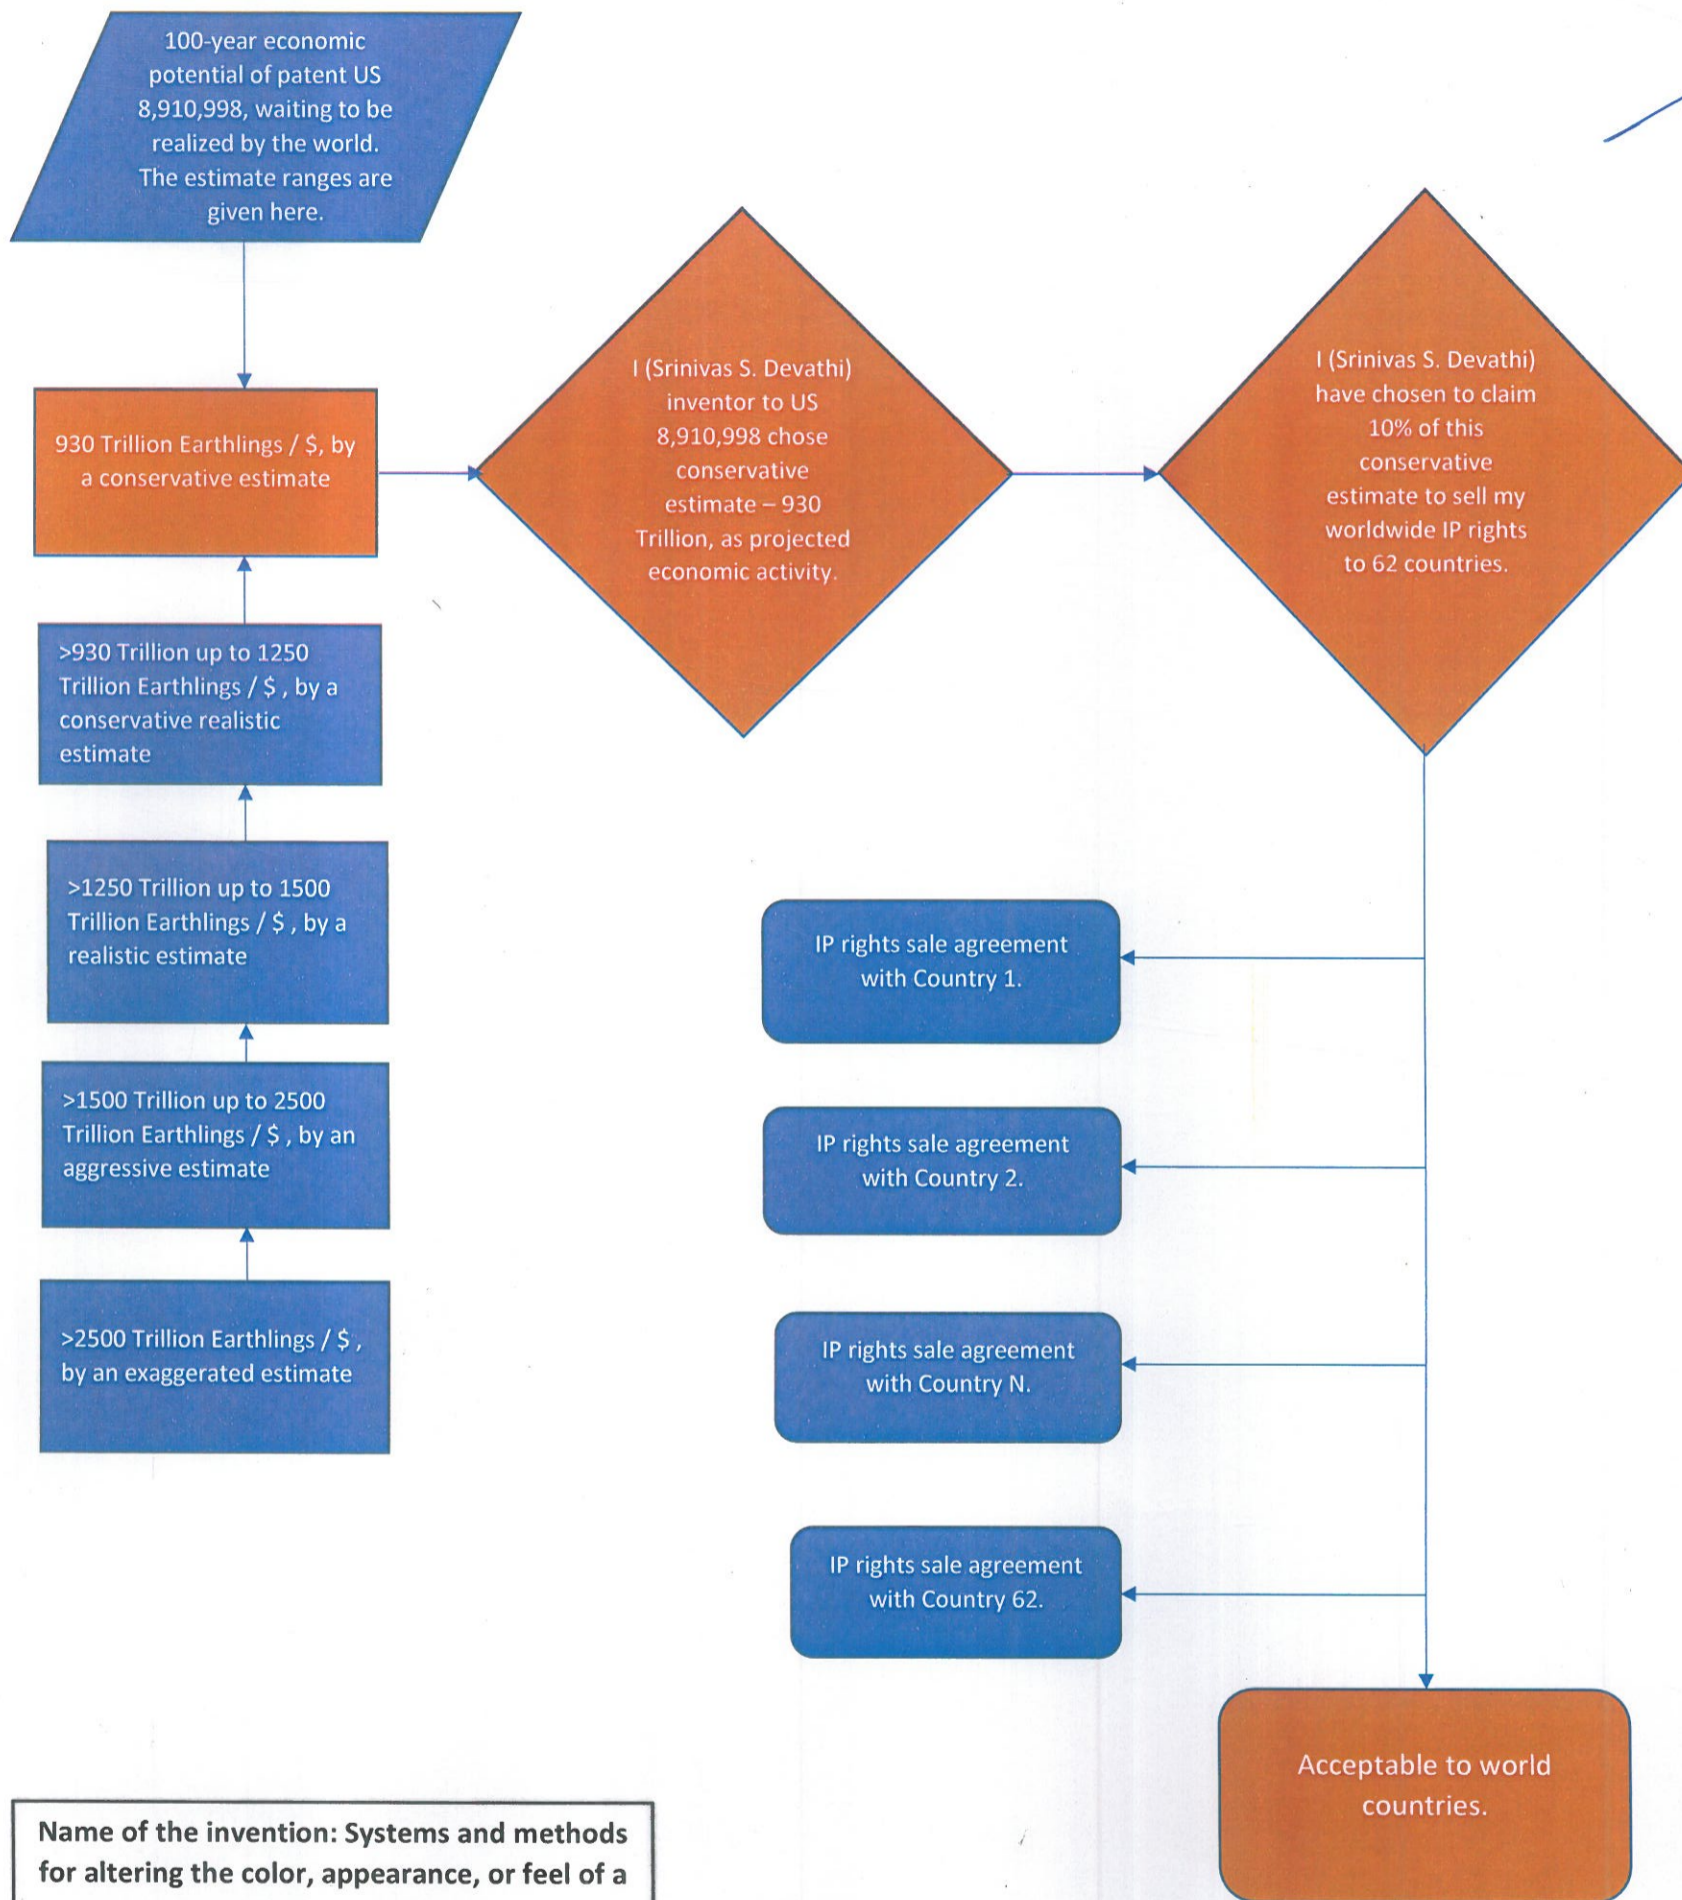 100-year economic
potential of patent US
8,910,998, waiting to be
realized by the world.
The estimate ranges are
given here.
930 Trillion Earthlings / $, by
a conservative estimate
I (Srinivas S. Devathi)
inventor to US
8,910,998 chose
conservative
estimate – 930
Trillion, as projected
economic activity.
I (Srinivas S. Devathi)
have chosen to claim
10% of this
conservative
estimate to sell my
worldwide IP rights
to 62 countries.
>930 Trillion up to 1250
Trillion Earthlings / $ , by a
conservative realistic
estimate
>1250 Trillion up to 1500
Trillion Earthlings / $ , by a
realistic estimate
>1500 Trillion up to 2500
Trillion Earthlings / $ , by an
aggressive estimate
>2500 Trillion Earthlings / $ ,
by an exaggerated estimate
IP rights sale agreement
with Country 1.
IP rights sale agreement
with Country 2.
IP rights sale agreement
with Country N.
IP rights sale agreement
with Country 62.
Acceptable to world
countries.
Name of the invention: Systems and methods
for altering the color, appearance, or feel of a